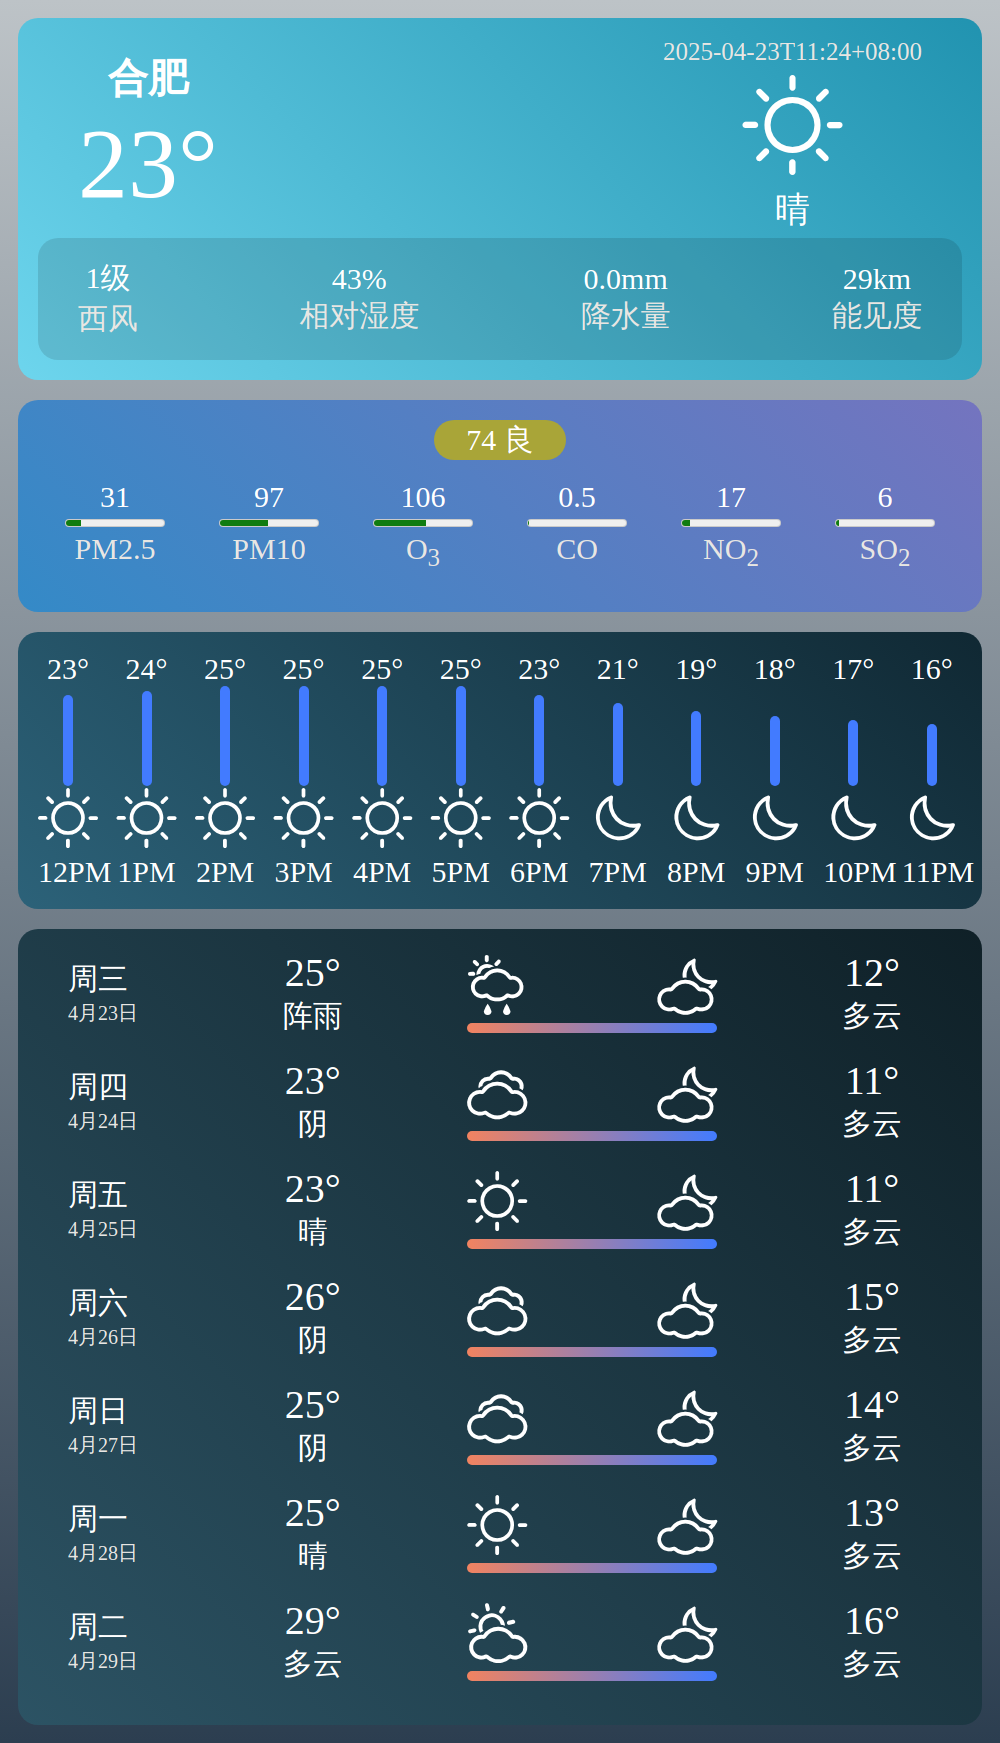 合肥
23°
2025-04-23T11:24+08:00
晴
1级 43% 0.0mm 29km
西风 相对湿度 降水量 能见度
74 良
31 97 106 0.5 17 6
PM2.5 PM10 O3 CO NO2 SO2
23° 24° 25° 25° 25° 25° 23° 21° 19° 18° 17° 16°
12PM 1PM 2PM 3PM 4PM 5PM 6PM 7PM 8PM 9PM 10PM 11PM
周三 25° 12°
4月23日 阵雨 多云
周四 23° 11°
4月24日 阴 多云
周五 23° 11°
4月25日 晴 多云
周六 26° 15°
4月26日 阴 多云
周日 25° 14°
4月27日 阴 多云
周一 25° 13°
4月28日 晴 多云
周二 29° 16°
4月29日 多云 多云